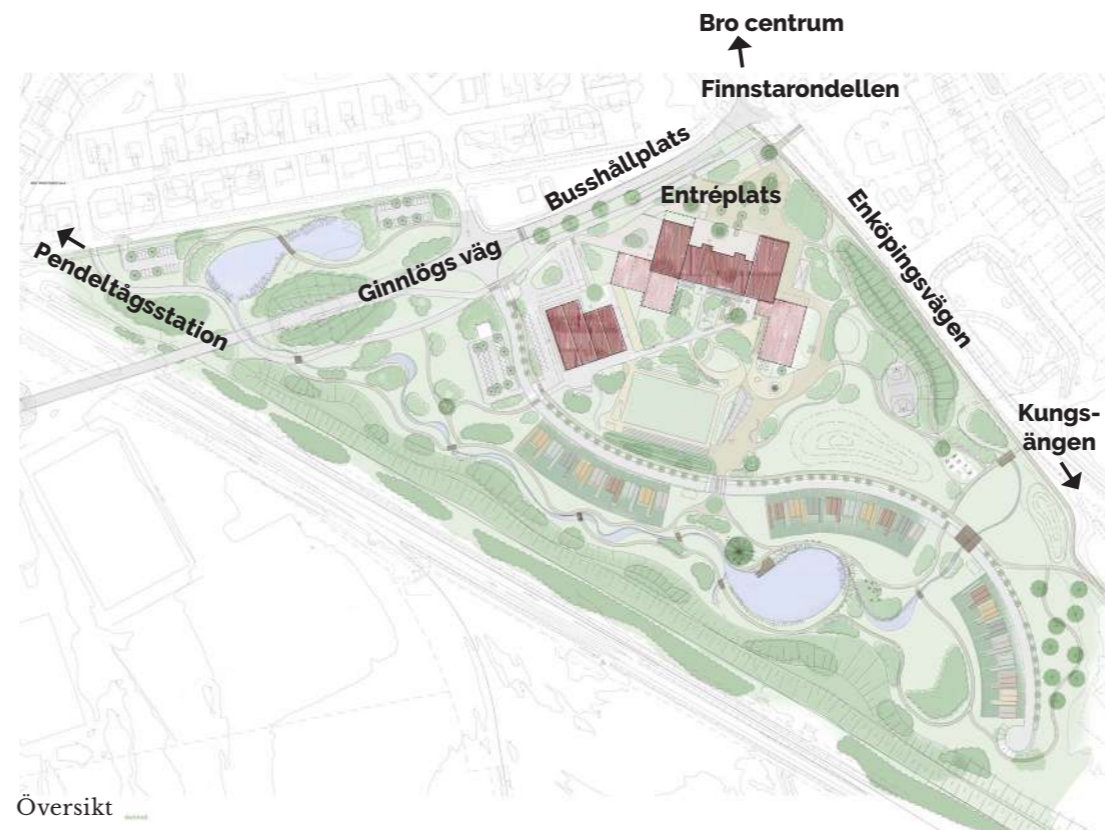 Bro centrum
Finnstarondellen
Busshållplats
Entréplats
Enköpingsvägen
Ginnlögs väg
Pendeltågsstation
Kungs-
ängen
Översikt